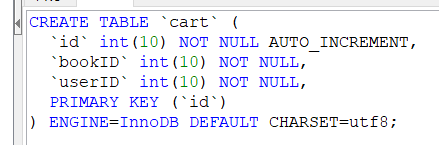 CREATE TABLE `cart` (
  `id` int(10) NOT NULL AUTO_INCREMENT,
  `bookID` int(10) NOT NULL,
  `userID` int(10) NOT NULL,
  PRIMARY KEY (`id`)
) ENGINE=InnoDB DEFAULT CHARSET=utf8;